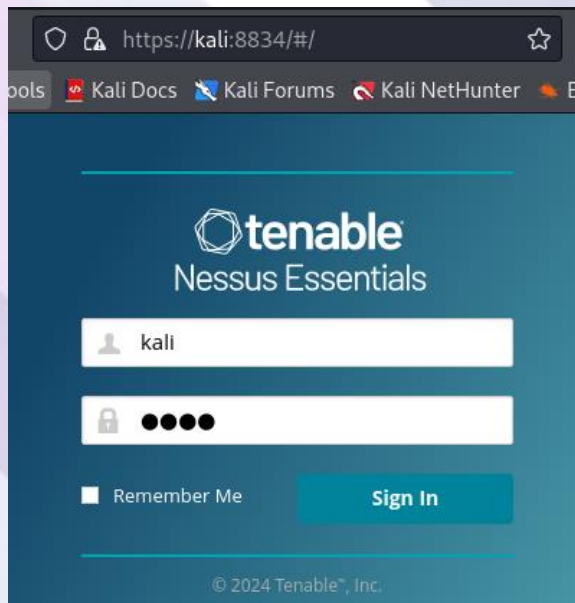 https://kali:8834/#/
ools Kali Docs Kali Forums Kali NetHunter E
tenable
Nessus Essentials
kali
●●●●
Remember Me Sign In
© 2024 Tenable™, Inc.